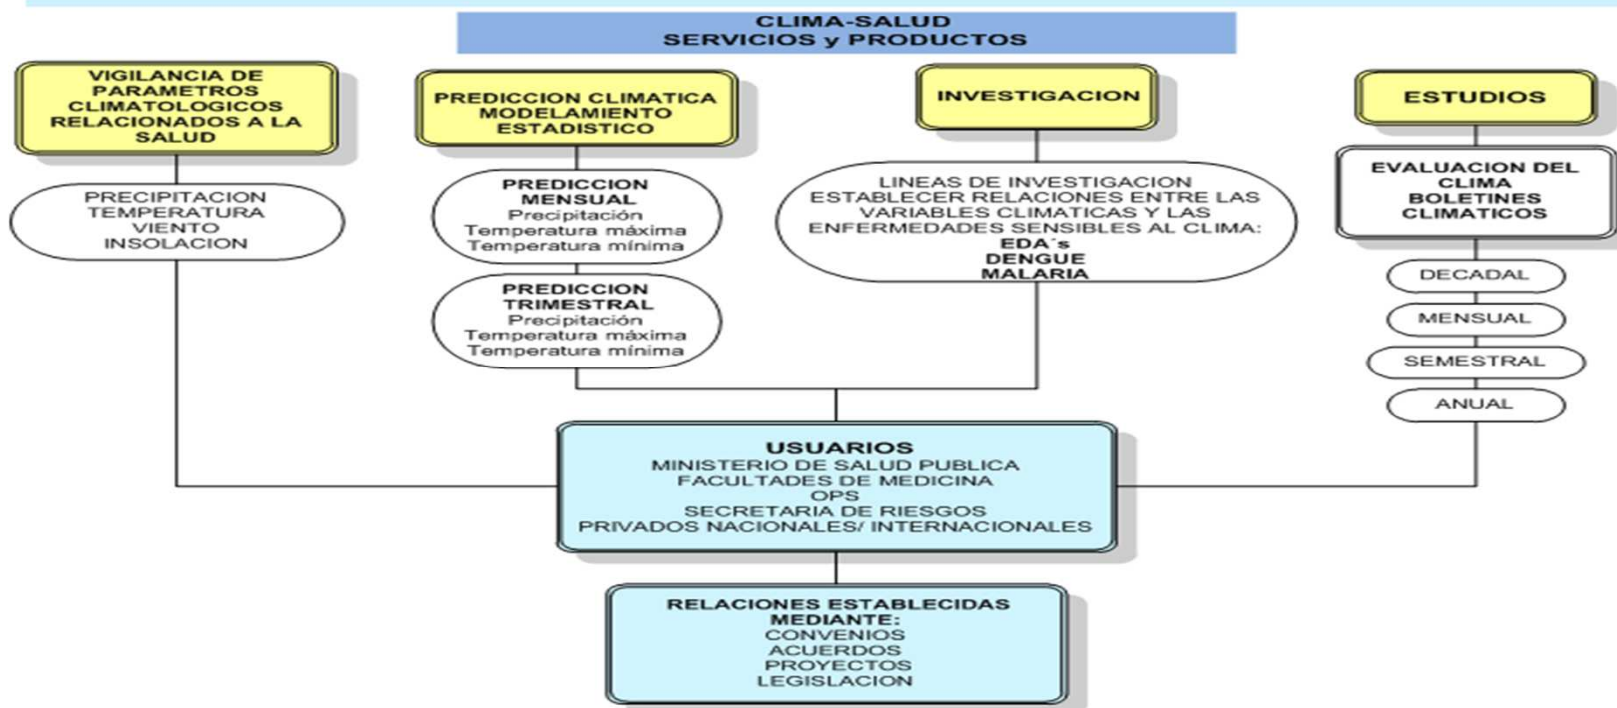 CLIMA-SALUD
SERVICIOS y PRODUCTOS
VIGILANCIA DE
PARAMETROS
CLIMATOLOGICOS
RELACIONADOS A LA
SALUD
PRECIPITACION
TEMPERATURA
VIENTO
INSOLACION
PREDICCION CLIMATICA
MODELAMIENTO
ESTADISTICO
PREDICCION
MENSUAL
Precipitación
Temperatura máxima
Temperatura mínima
PREDICCION
TRIMESTRAL
Precipitación
Temperatura máxima
Temperatura mínima
INVESTIGACION
LINEAS DE INVESTIGACION
ESTABLECER RELACIONES ENTRE LAS
VARIABLES CLIMATICAS Y LAS
ENFERMEDADES SENSIBLES AL CLIMA:
EDA´s
DENGUE
MALARIA
ESTUDIOS
EVALUACION DEL
CLIMA
BOLETINES
CLIMATICOS
DECADAL
MENSUAL
SEMESTRAL
ANUAL
USUARIOS
MINISTERIO DE SALUD PUBLICA
FACULTADES DE MEDICINA
OPS
SECRETARIA DE RIESGOS
PRIVADOS NACIONALES/ INTERNACIONALES
RELACIONES ESTABLECIDAS
MEDIANTE:
CONVENIOS
ACUERDOS
PROYECTOS
LEGISLACION